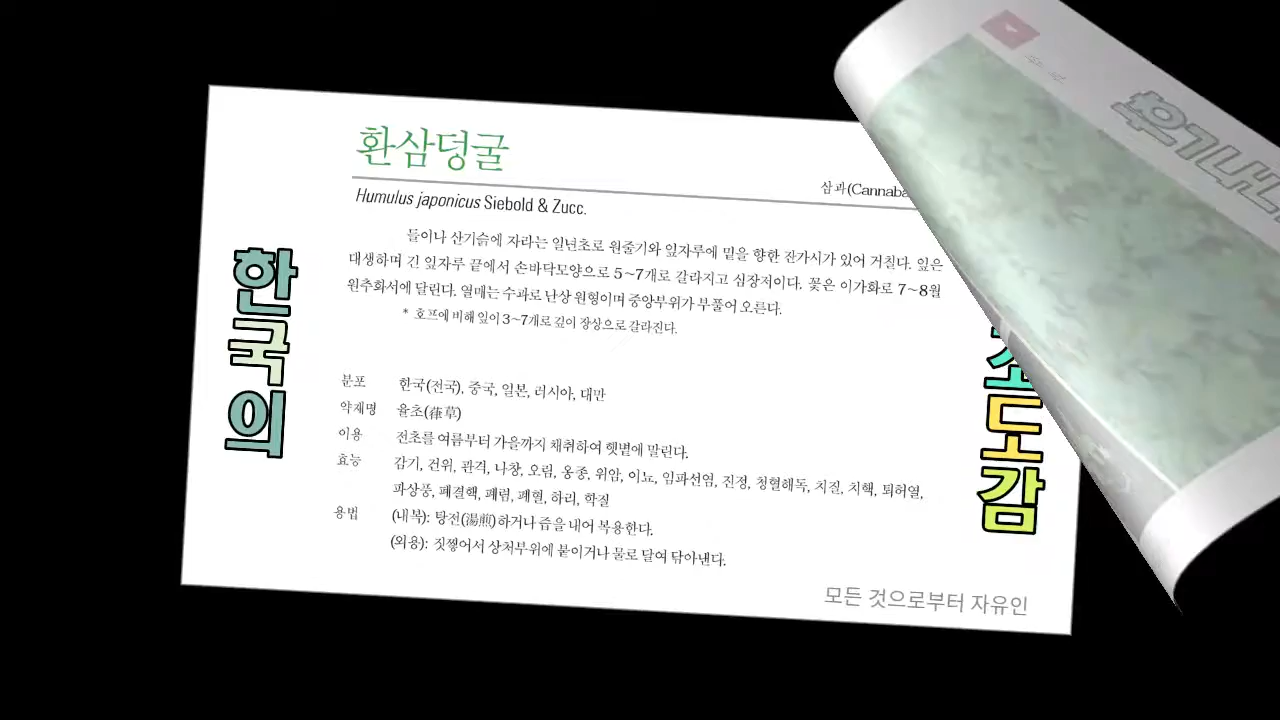 환삼덩굴
삼과(Cannaba
Humulus japonicus Siebold & Zucc.
들이나 산기슭에 자라는 일년초로 원줄기와 잎자루에 밑을 향한 잔가시가 있어 거칠다. 잎은
대생하며 긴 잎자루 끝에서 손바닥모양으로 5~7개로 갈라지고 심장저이다. 꽃은 이가화로 7~8월
원추화서에 달린다. 열매는 수과로 난상 원형이며 중앙부위가 부풀어 오른다.
* 호프에 비해 잎이 3~7개로 깊이 장상으로 갈라진다.
분포 한국(전국), 중국, 일본, 러시아, 대만
약재명 율초(葎草)
이용 전초를 여름부터 가을까지 채취하여 햇볕에 말린다.
효능 감기, 건위, 관격, 나창, 오림, 옹종, 위암, 이뇨, 임파선염, 진정, 청혈해독, 치질, 치핵, 퇴허열,
파상풍, 폐결핵, 폐렴, 폐혈, 하리, 학질
용법 (내복): 탕전(湯煎)하거나 즙을 내어 복용한다.
(외용): 짓찧어서 상처부위에 붙이거나 물로 달여 닦아낸다.
한국의
도감
모든 것으로부터 자유인